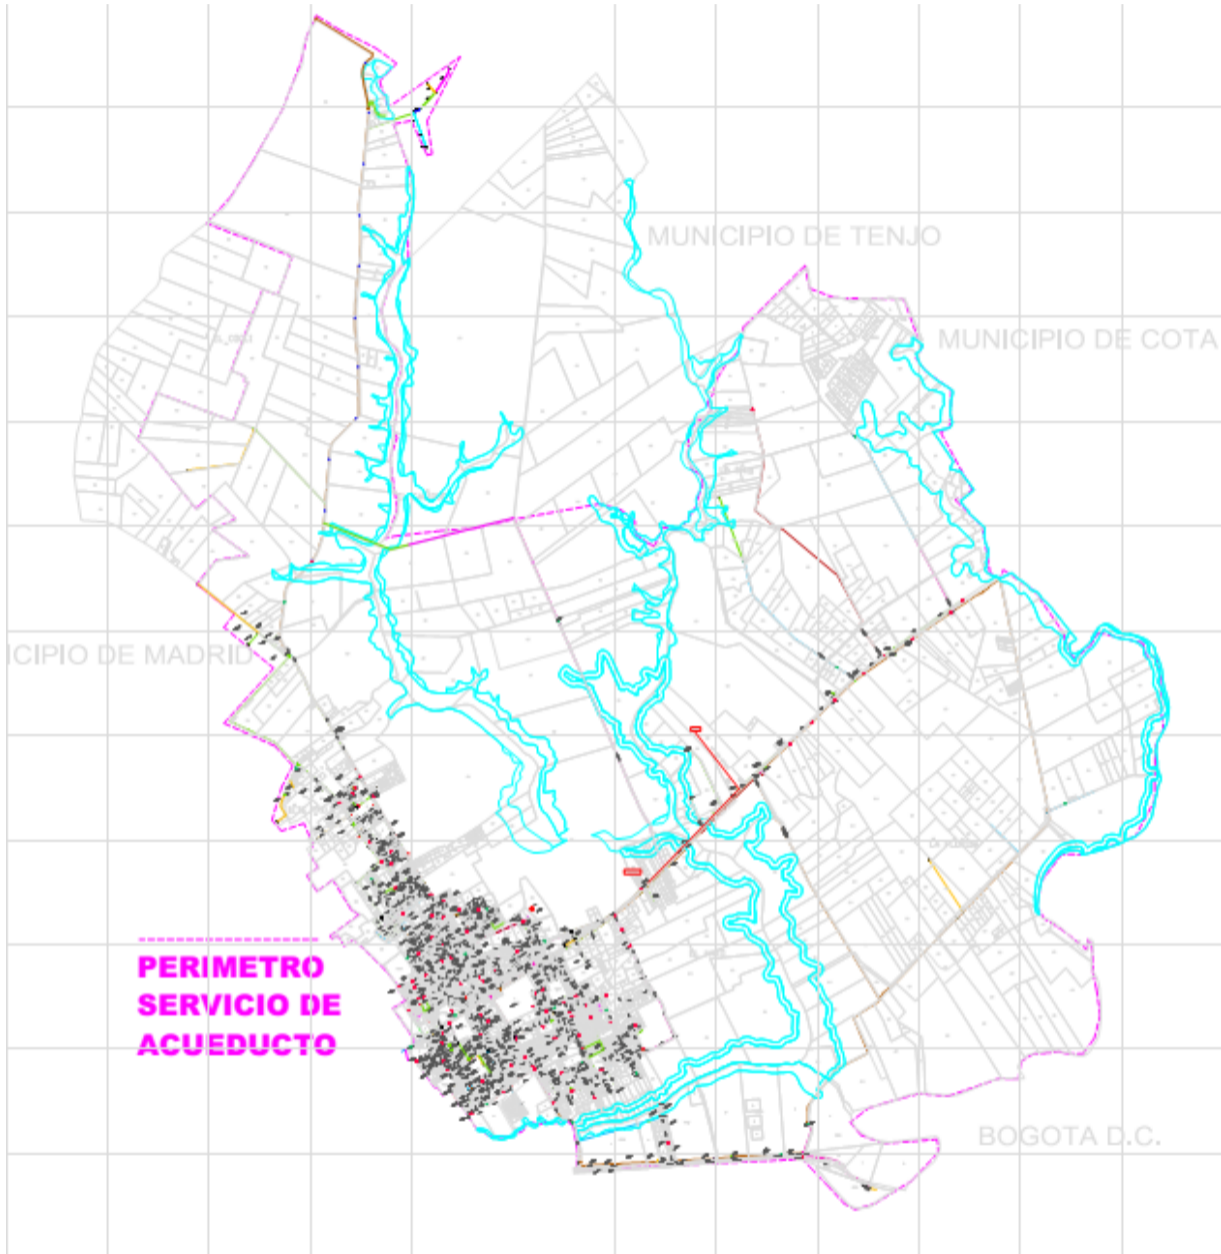 MUNICIPIO DE TENJO
MUNICIPIO DE COTA
ICIPIO DE MADRID
PERIMETRO
SERVICIO DE
ACUEDUCTO
BOGOTA D.C.